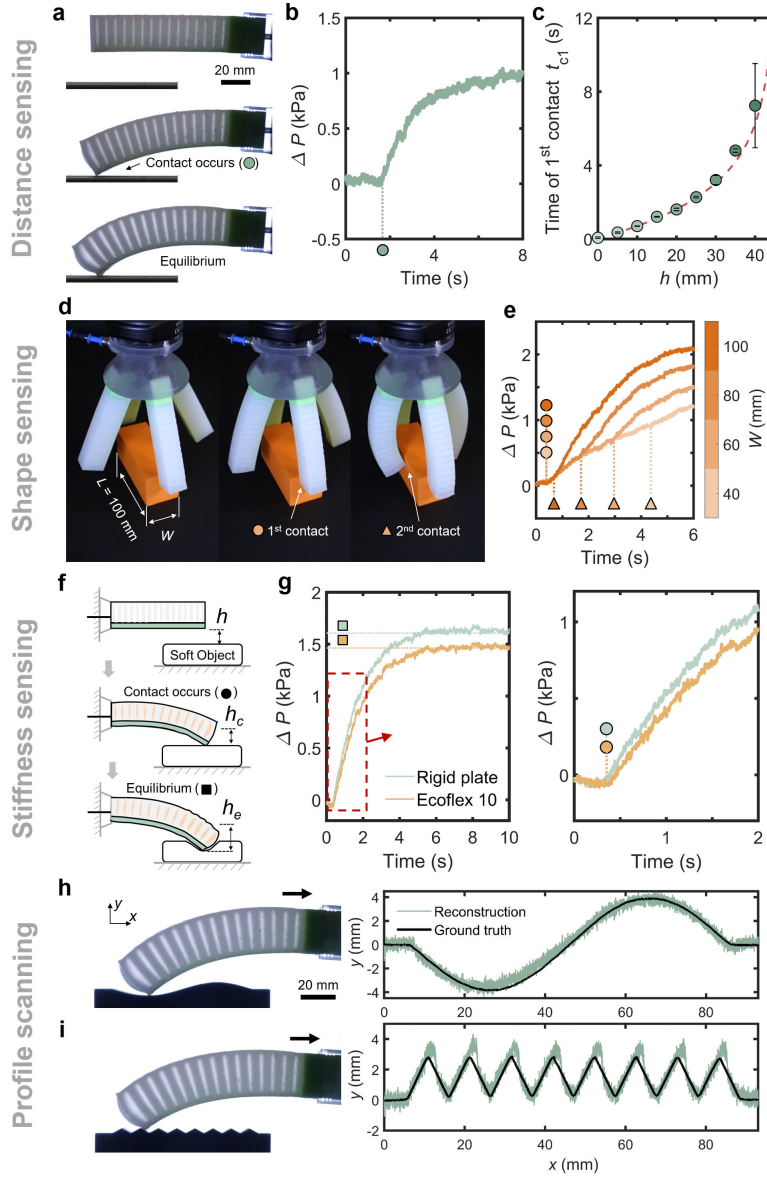 Distance sensing
a
20 mm
Contact occurs ( )
Equilibrium
b
Δ P (kPa)
1.5
1
0.5
0
-0.5
0 4 8
Time (s)
c
Time of 1st contact tc1 (s)
12
8
4
0
0 10 20 30 40
h (mm)
Shape sensing
d
L = 100 mm
W
1st contact
2nd contact
e
Δ P (kPa)
2
1
0
0 2 4 6
Time (s)
100
80
60
40
W (mm)
Stiffness sensing
f
h
Soft Object
Contact occurs ( )
hc
Equilibrium ( )
he
g
Δ P (kPa)
2
1.5
1
0.5
0
Rigid plate
Ecoflex 10
0 2 4 6 8 10
Time (s)
Δ P (kPa)
1
0
0 1 2
Time (s)
Profile scanning
h
y
x
20 mm
y (mm)
4
2
0
-2
-4
Reconstruction
Ground truth
0 20 40 60 80
i
y (mm)
4
2
0
-2
0 20 40 60 80
x (mm)